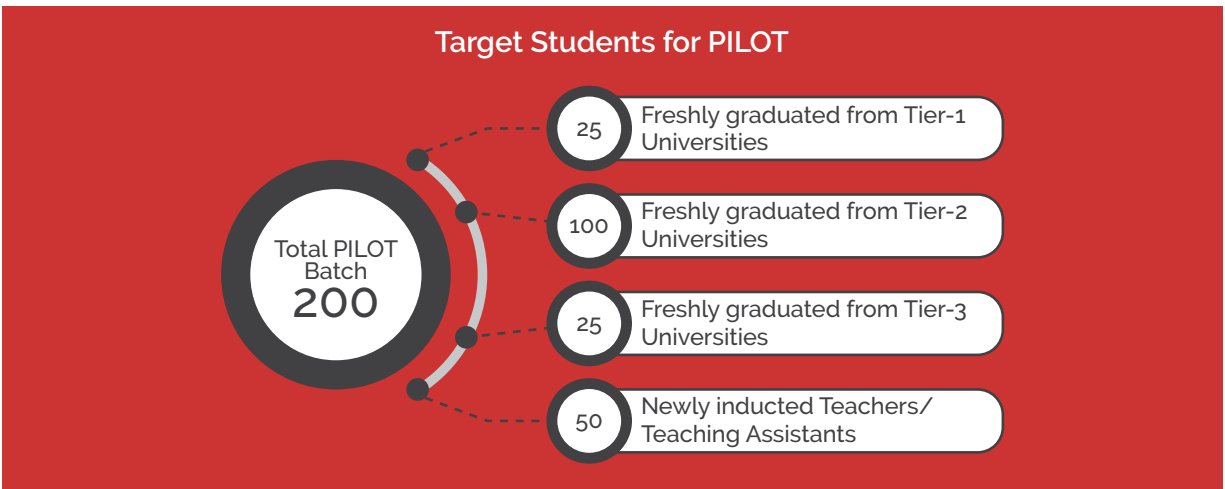 Target Students for PILOT
Total PILOT
Batch
200
25
Freshly graduated from Tier-1
Universities
100
Freshly graduated from Tier-2
Universities
25
Freshly graduated from Tier-3
Universities
50
Newly inducted Teachers/
Teaching Assistants